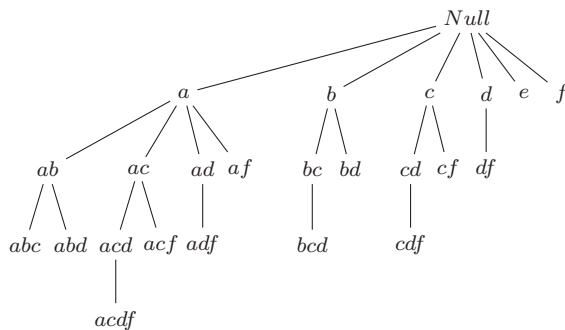 Null
a b c d e f
ab ac ad af bc bd cd cf df
abc abd acd acf adf bcd cdf
acdf